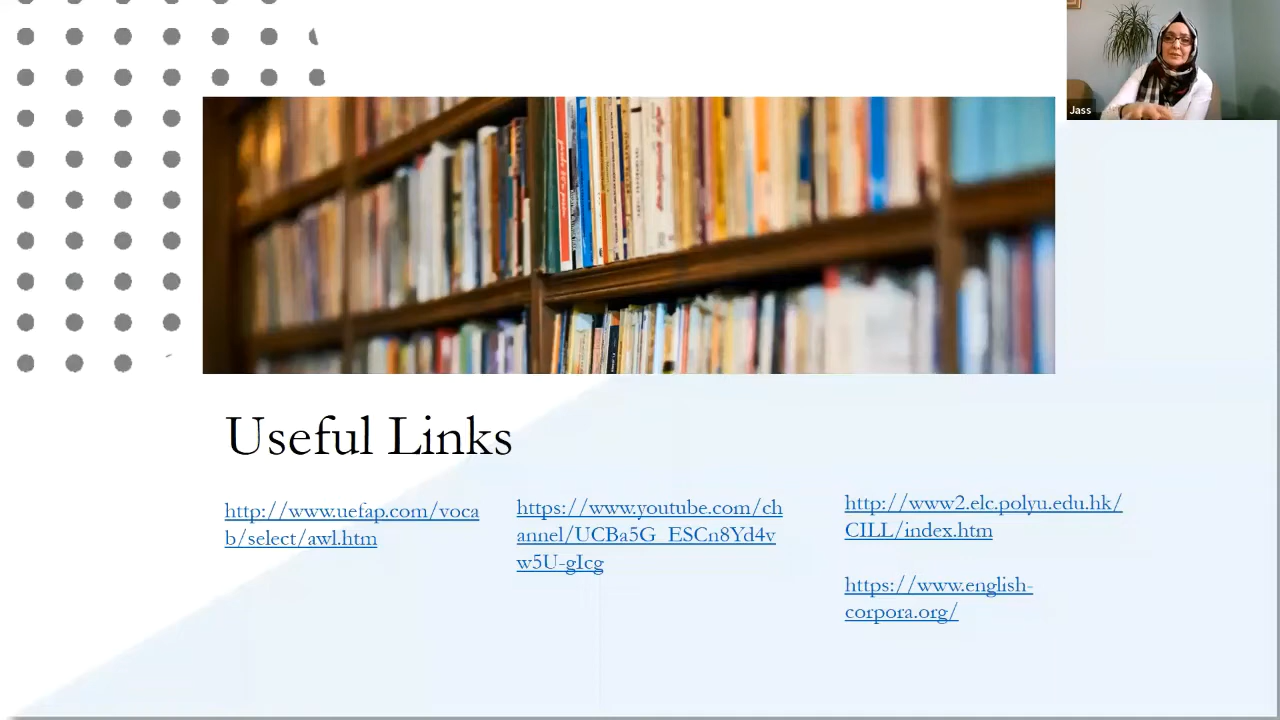 Jass
Useful Links
http://www.uefap.com/voca
b/select/awl.htm
https://www.youtube.com/ch
annel/UCBa5G_ESCn8Yd4v
w5U-gIcg
http://www2.elc.polyu.edu.hk/
CILL/index.htm
https://www.english-
corpora.org/